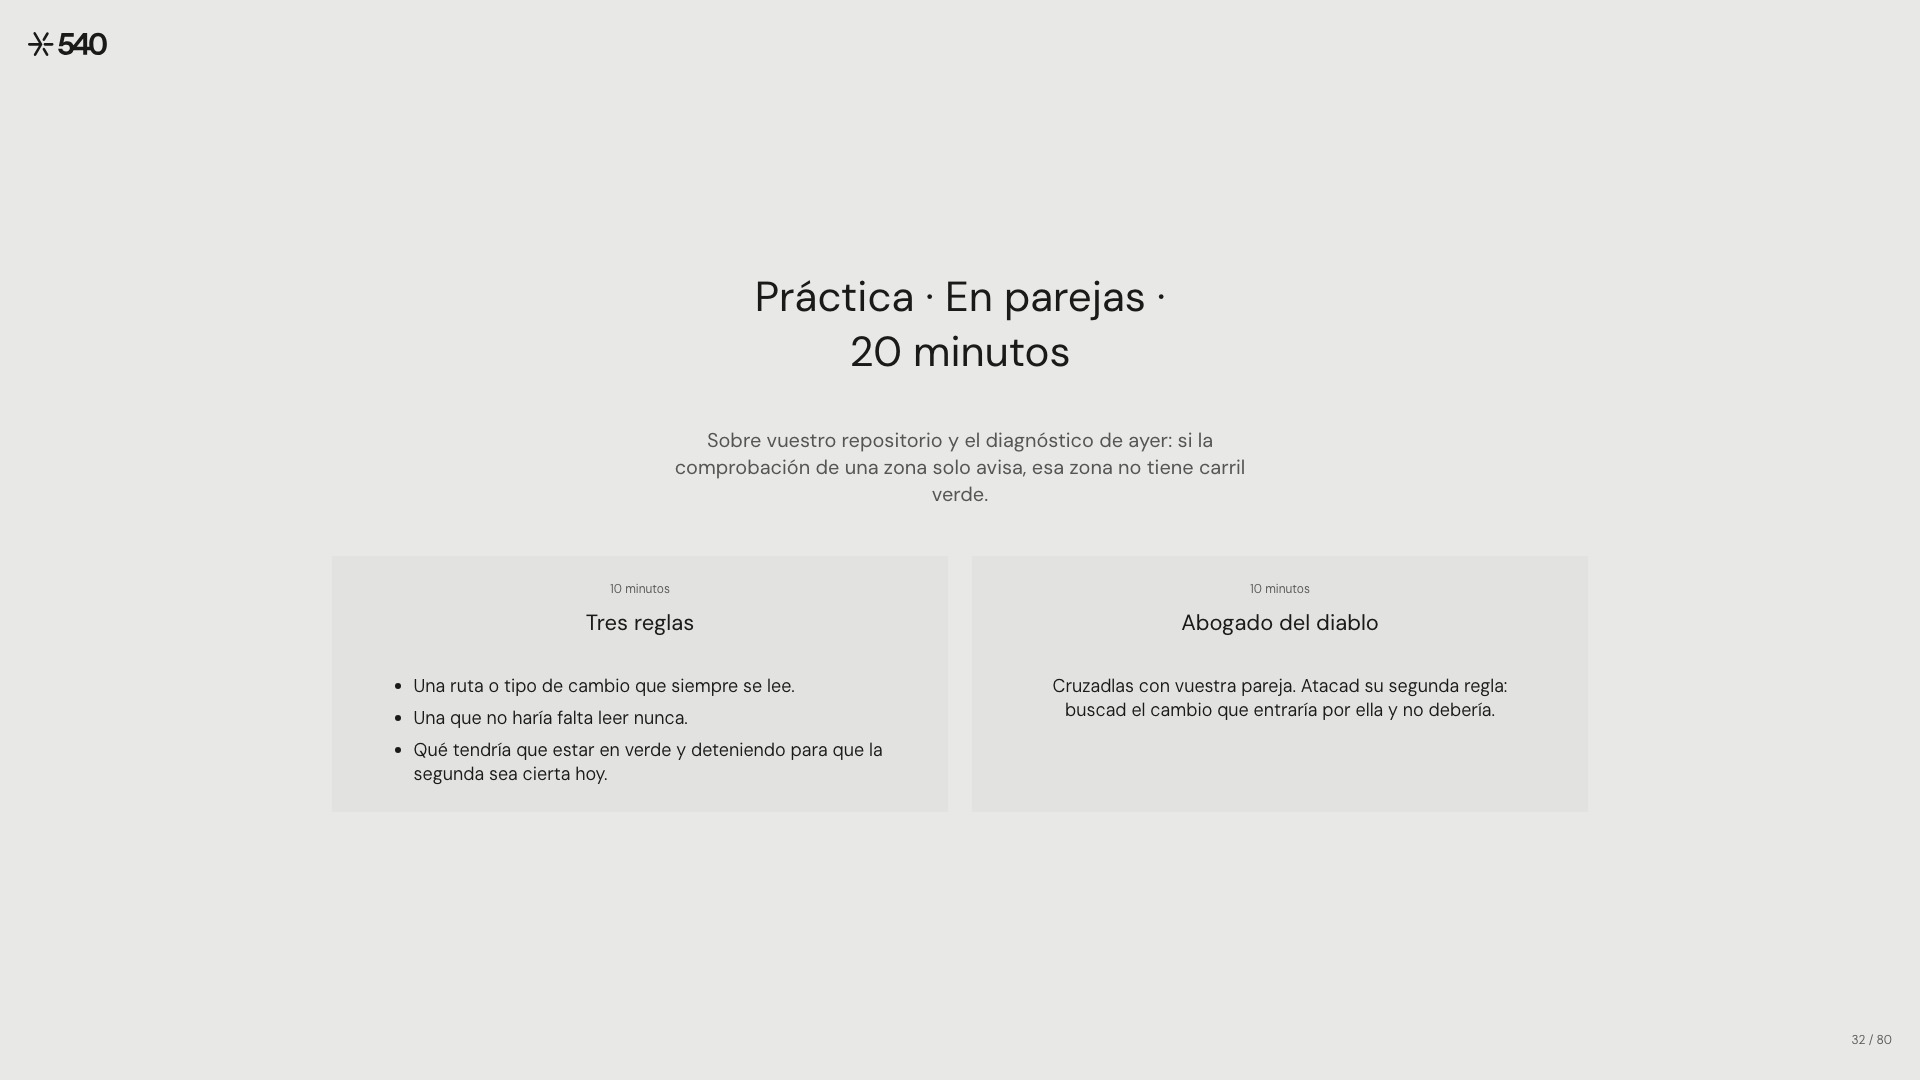 540
Práctica · En parejas ·
20 minutos
Sobre vuestro repositorio y el diagnóstico de ayer: si la
comprobación de una zona solo avisa, esa zona no tiene carril
verde.
10 minutos
Tres reglas
• Una ruta o tipo de cambio que siempre se lee.
• Una que no haría falta leer nunca.
• Qué tendría que estar en verde y deteniendo para que la
segunda sea cierta hoy.
10 minutos
Abogado del diablo
Cruzadlas con vuestra pareja. Atacad su segunda regla:
buscad el cambio que entraría por ella y no debería.
32 / 80